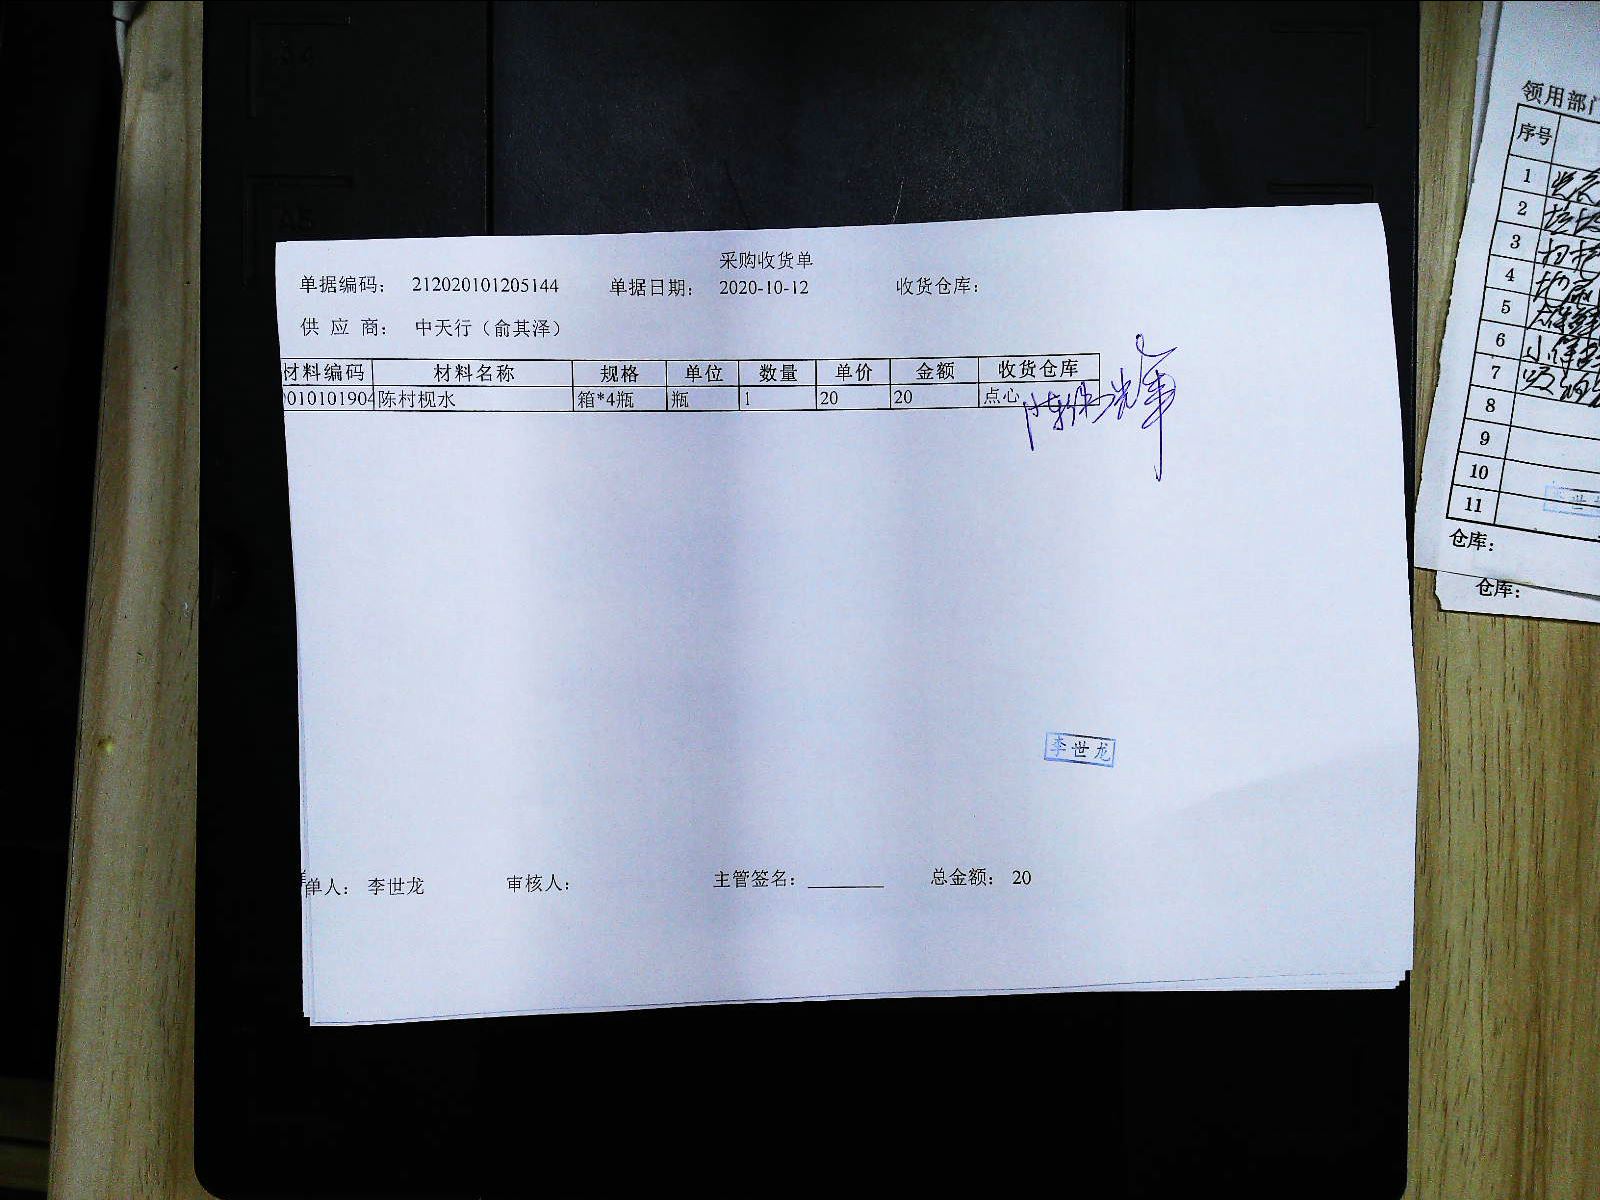 采购收货单
单据编码： 212020101205144 单据日期： 2020-10-12 收货仓库：
供 应 商： 中天行（俞其泽）
材料编码 材料名称 规格 单位 数量 单价 金额 收货仓库
010101904 陈村枧水 箱*4瓶 瓶 1 20 20 点心
李世龙
单人： 李世龙 审核人： 主管签名： 总金额： 20
领用部门
序号
1
2
3
4
5
6
7
8
9
10
11
仓库：
仓库：